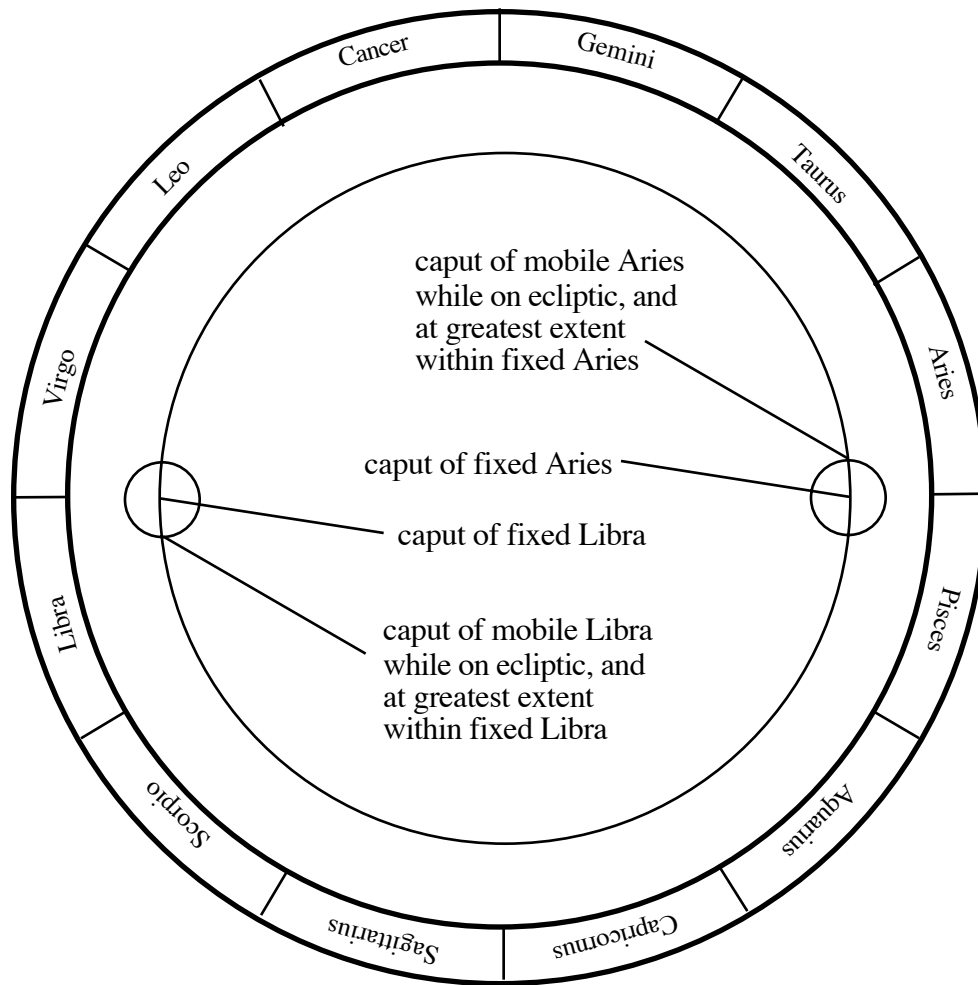 Cancer
Gemini
Leo
Taurus
caput of mobile Aries
while on ecliptic, and
at greatest extent
within fixed Aries
Virgo
Aries
caput of fixed Aries
caput of fixed Libra
Libra
Pisces
caput of mobile Libra
while on ecliptic, and
at greatest extent
within fixed Libra
Scorpio
Aquarius
Sagittarius
Capricornus